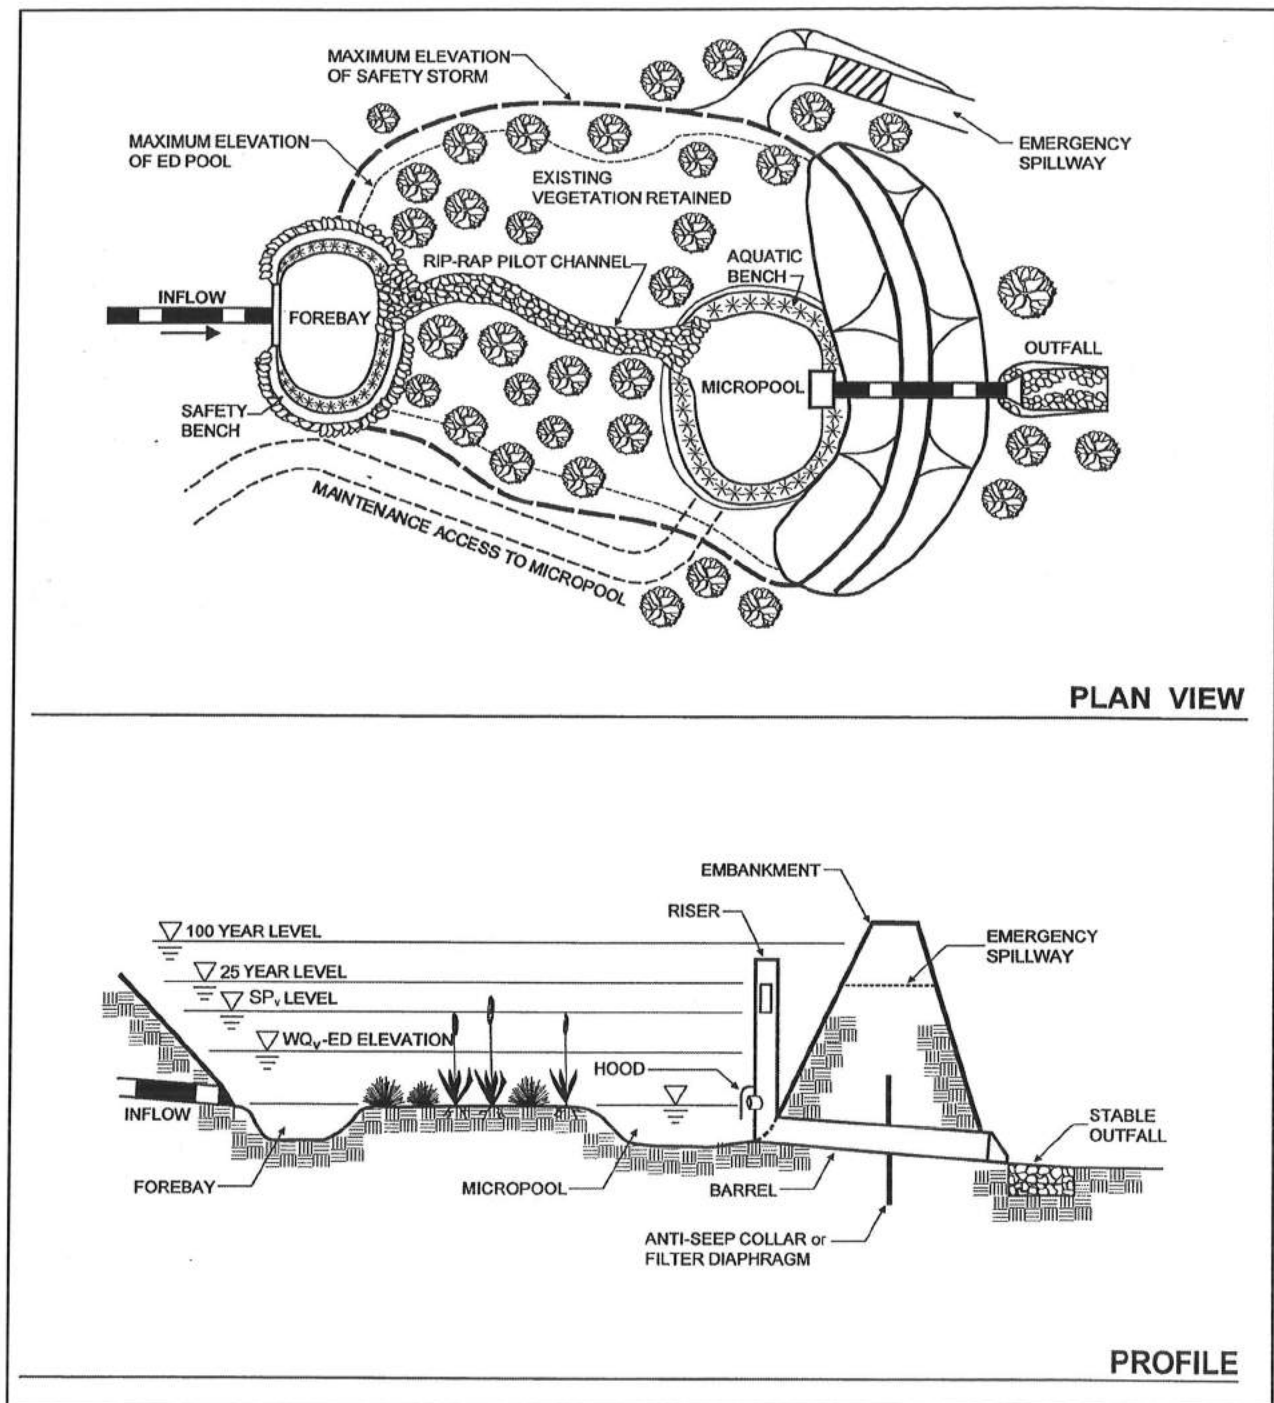 MAXIMUM ELEVATION
OF SAFETY STORM
MAXIMUM ELEVATION
OF ED POOL
EMERGENCY
SPILLWAY
EXISTING
VEGETATION RETAINED
RIP-RAP PILOT CHANNEL
AQUATIC
BENCH
INFLOW
FOREBAY
OUTFALL
MICROPOOL
SAFETY
BENCH
MAINTENANCE ACCESS TO MICROPOOL
PLAN VIEW
EMBANKMENT
RISER
100 YEAR LEVEL
EMERGENCY
SPILLWAY
25 YEAR LEVEL
SPv LEVEL
WQv-ED ELEVATION
HOOD
INFLOW
STABLE
OUTFALL
FOREBAY
MICROPOOL
BARREL
ANTI-SEEP COLLAR or
FILTER DIAPHRAGM
PROFILE